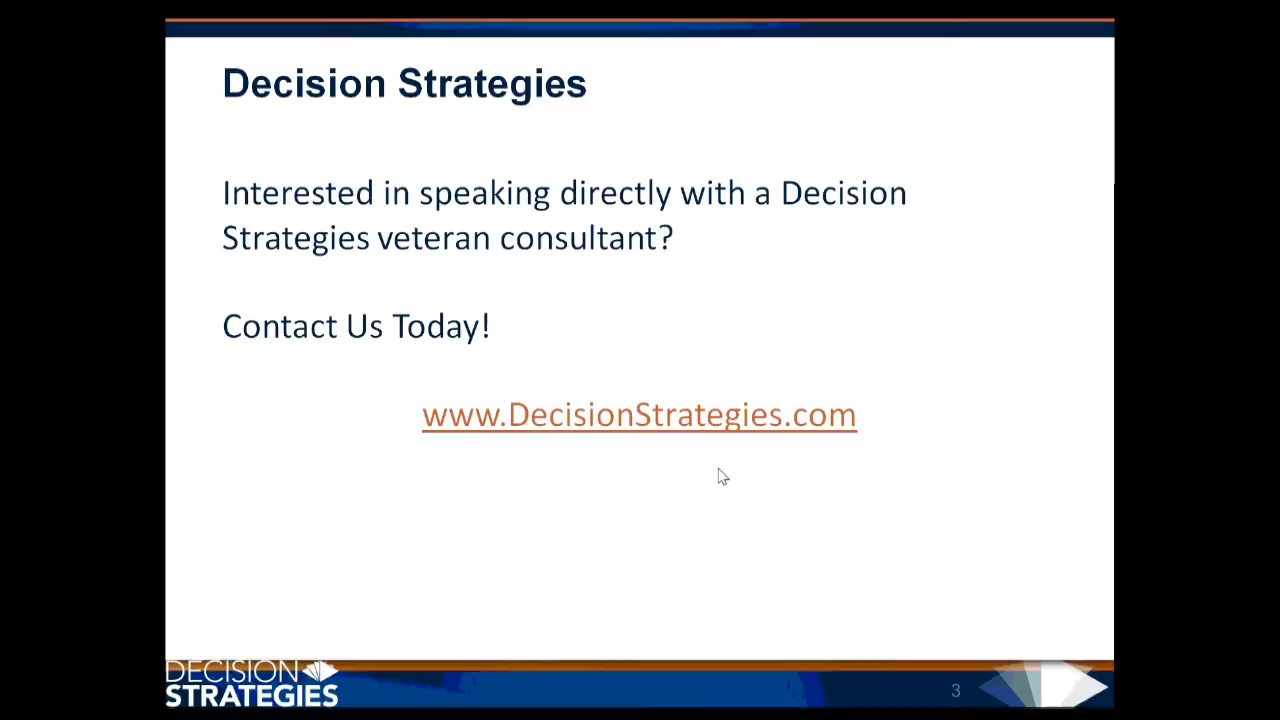 Decision Strategies
Interested in speaking directly with a Decision
Strategies veteran consultant?
Contact Us Today!
www.DecisionStrategies.com
DECISION
STRATEGIES
3